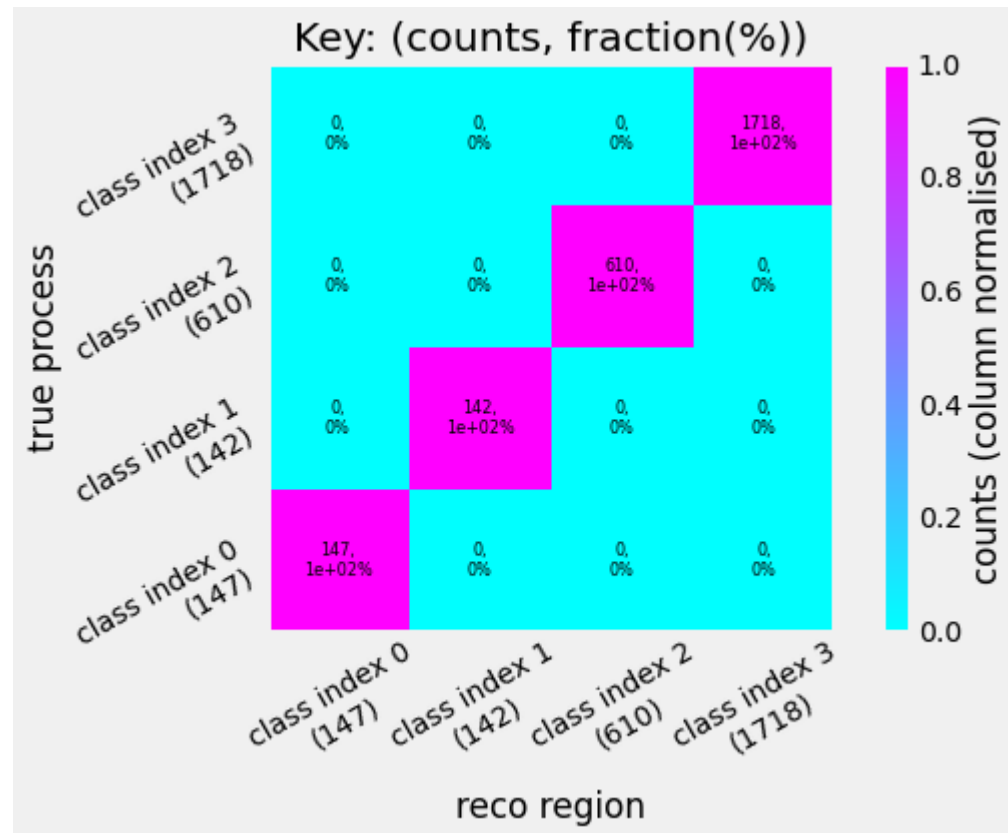 Key: (counts, fraction(%))
1.0
class index 3
(1718)
0,
0%
0,
0%
0,
0%
1718,
1e+02%
0.8
class index 2
(610)
0,
0%
0,
0%
610,
1e+02%
0,
0%
0.6
true process
counts (column normalised)
class index 1
(142)
0,
0%
142,
1e+02%
0,
0%
0,
0%
0.4
0.2
class index 0
(147)
147,
1e+02%
0,
0%
0,
0%
0,
0%
0.0
class index 0
(147)
class index 1
(142)
class index 2
(610)
class index 3
(1718)
reco region